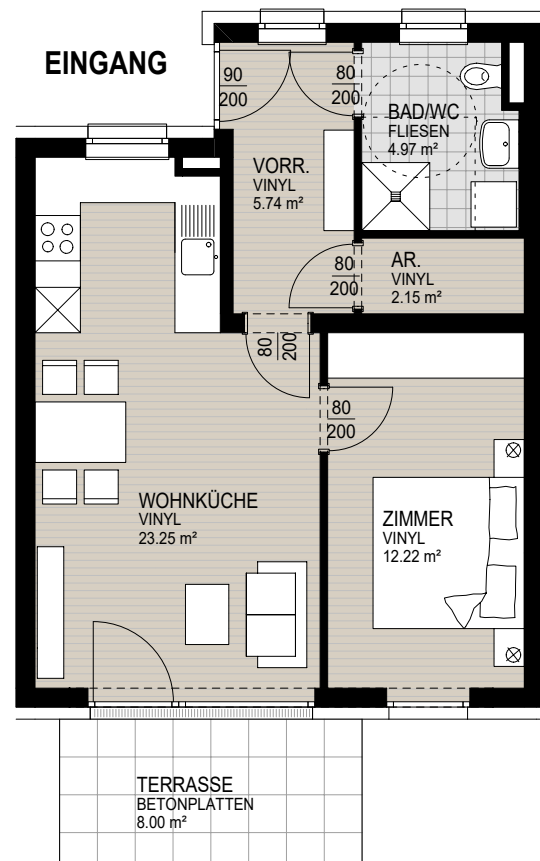 EINGANG
90
200
80
200
BAD/WC
FLIESEN
4.97 m²
VORR.
VINYL
5.74 m²
80
200
AR.
VINYL
2.15 m²
80
200
80
200
WOHNKÜCHE
VINYL
23.25 m²
ZIMMER
VINYL
12.22 m²
TERRASSE
BETONPLATTEN
8.00 m²